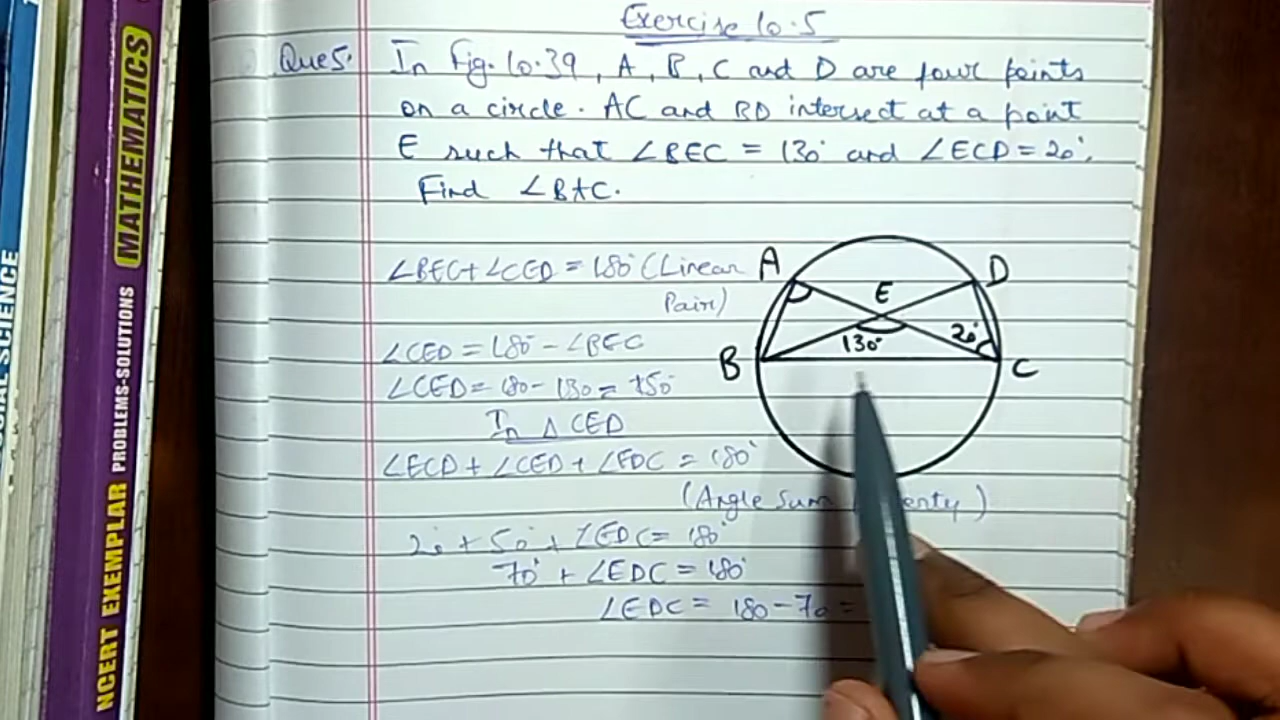 Exercise 10.5
Que5. In Fig. 10.39, A, B, C and D are four points
on a circle. AC and BD intersect at a point
E such that ∠BEC = 130° and ∠ECD = 20°.
Find ∠BAC.
∠BEC + ∠CED = 180° (Linear
Pair)
∠CED = 180° - ∠BEC
∠CED = 180 - 130 = 50°
In Δ CED
∠ECD + ∠CED + ∠EDC = 180°
(Angle Sum
20° + 50° + ∠EDC = 180°
70° + ∠EDC = 180°
∠EDC = 180 - 70 =
A
D
E
130°
20°
B
C
SOCIAL SCIENCE
NCERT EXEMPLAR PROBLEMS-SOLUTIONS MATHEMATICS